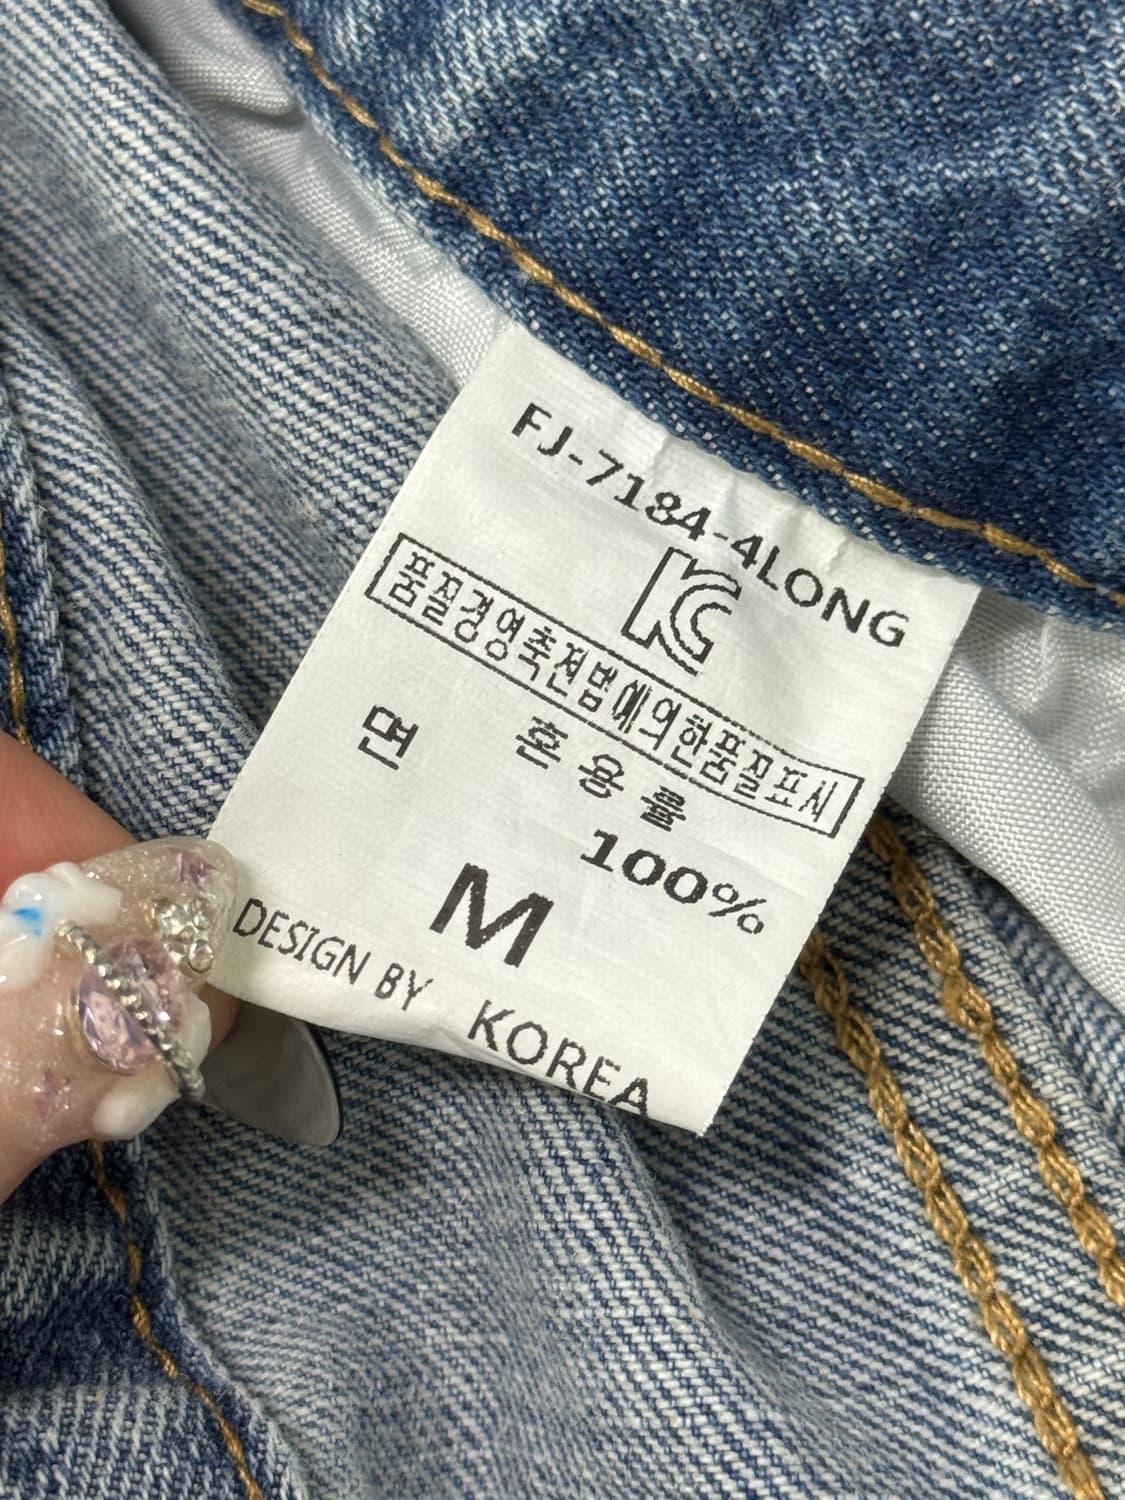 FJ-7184-4LONG
KC
품질경영촉진법에의한품질표시
혼용률
면 100%
M
DESIGN BY KOREA